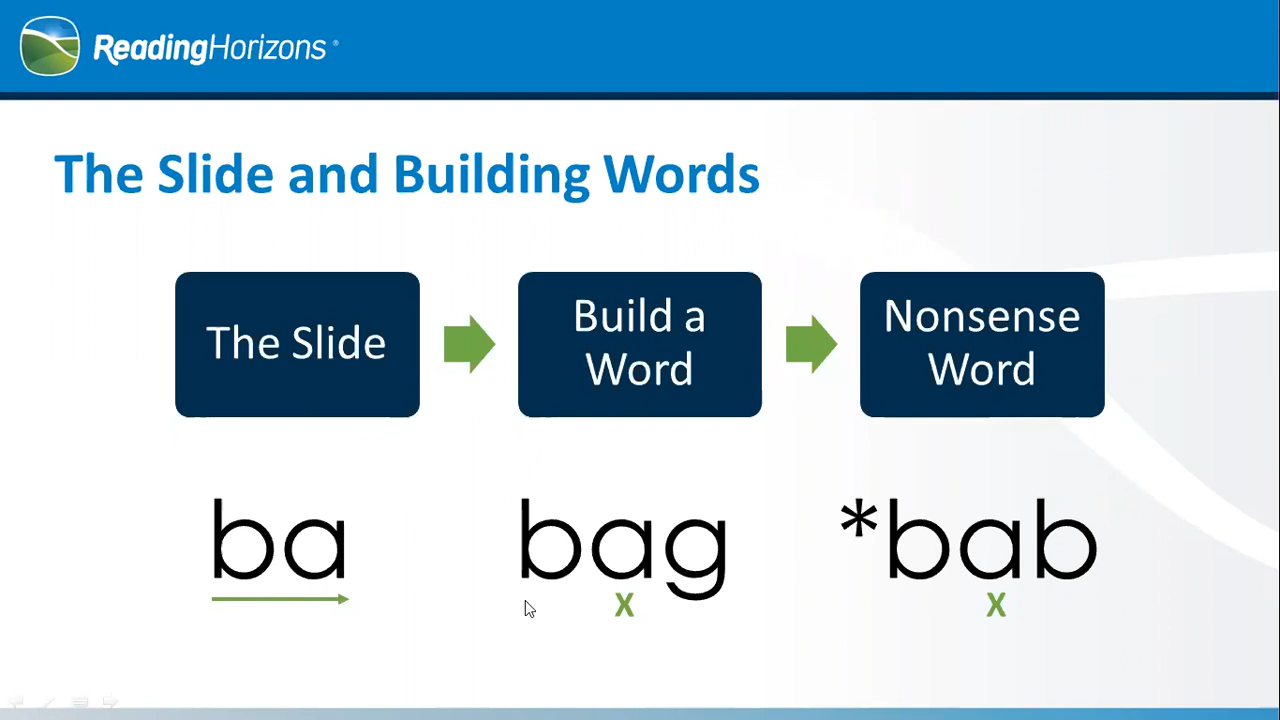 ReadingHorizons®
The Slide and Building Words
The Slide
Build a
Word
Nonsense
Word
ba
bag
*bab
x
x